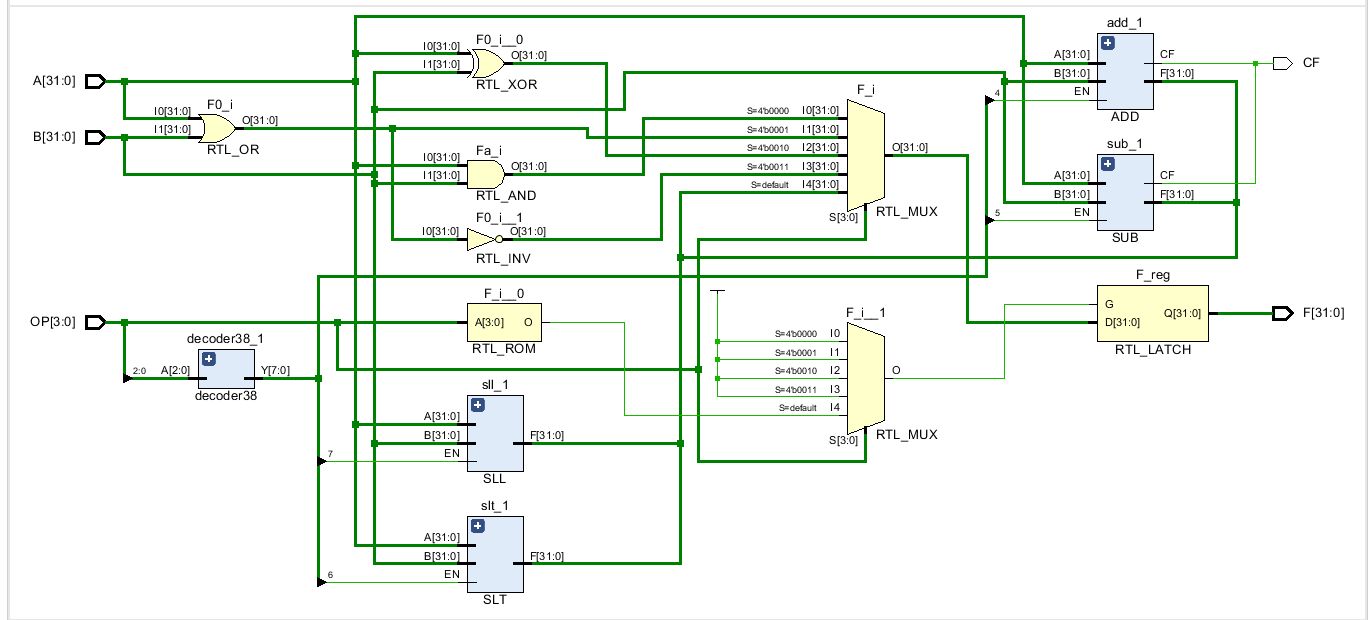 add_1
A[31:0]
B[31:0]
EN
CF
F[31:0]
ADD
4
CF
F0_i__0
I0[31:0]
I1[31:0]
O[31:0]
RTL_XOR
A[31:0]
F0_i
I0[31:0]
I1[31:0]
O[31:0]
RTL_OR
B[31:0]
F_i
S=4'b0000
I0[31:0]
S=4'b0001
I1[31:0]
S=4'b0010
I2[31:0]
S=4'b0011
I3[31:0]
S=default
I4[31:0]
O[31:0]
S[3:0]
RTL_MUX
Fa_i
I0[31:0]
I1[31:0]
O[31:0]
RTL_AND
sub_1
A[31:0]
B[31:0]
EN
CF
F[31:0]
SUB
5
F0_i__1
I0[31:0]
O[31:0]
RTL_INV
F_reg
G
D[31:0]
Q[31:0]
RTL_LATCH
F[31:0]
OP[3:0]
F_i__0
A[3:0]
O
RTL_ROM
F_i__1
S=4'b0000
I0
S=4'b0001
I1
S=4'b0010
I2
S=4'b0011
I3
S=default
I4
O
S[3:0]
RTL_MUX
decoder38_1
2:0
A[2:0]
Y[7:0]
decoder38
sll_1
A[31:0]
B[31:0]
EN
F[31:0]
SLL
7
slt_1
A[31:0]
B[31:0]
EN
F[31:0]
SLT
6